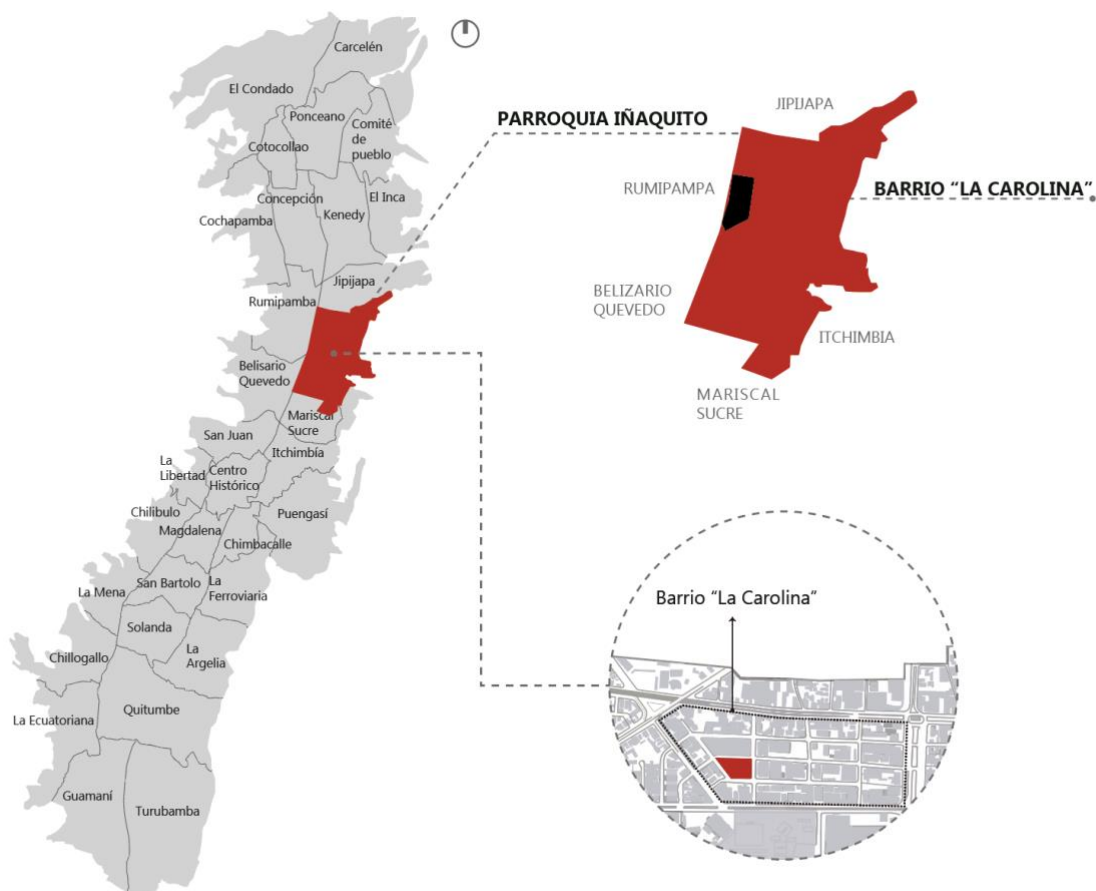 Carcelén
El Condado
Ponceano
Comité
de
pueblo
Cotocollao
Concepción
El Inca
Kenedy
Cochapamba
Jipijapa
Rumipamba
Belisario
Quevedo
Mariscal
Sucre
San Juan
Itchimbía
La
Libertad
Centro
Histórico
Chilibulo
Puengasí
Magdalena
Chimbacalle
San Bartolo
La
Ferroviaria
La Mena
Solanda
La
Argelia
Chillogallo
La Ecuatoriana
Quitumbe
Guamaní
Turubamba
PARROQUIA IÑAQUITO
JIPIJAPA
RUMIPAMPA
BARRIO "LA CAROLINA"
BELIZARIO
QUEVEDO
ITCHIMBIA
MARISCAL
SUCRE
Barrio "La Carolina"